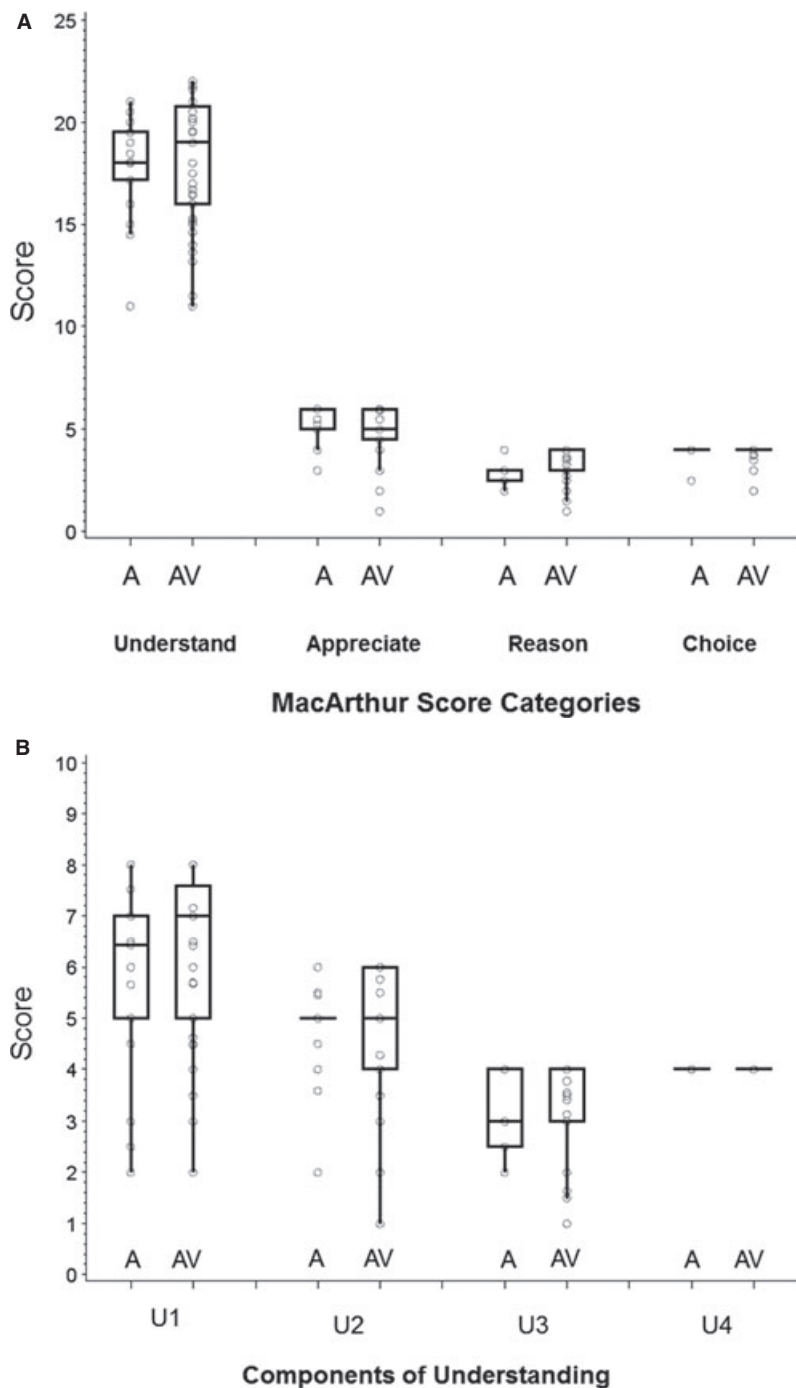 A
25
20
15
10
5
0
Score
A AV A AV A AV A AV
Understand Appreciate Reason Choice
MacArthur Score Categories
B
10
9
8
7
6
5
4
3
2
1
0
Score
A AV A AV A AV A AV
U1 U2 U3 U4
Components of Understanding